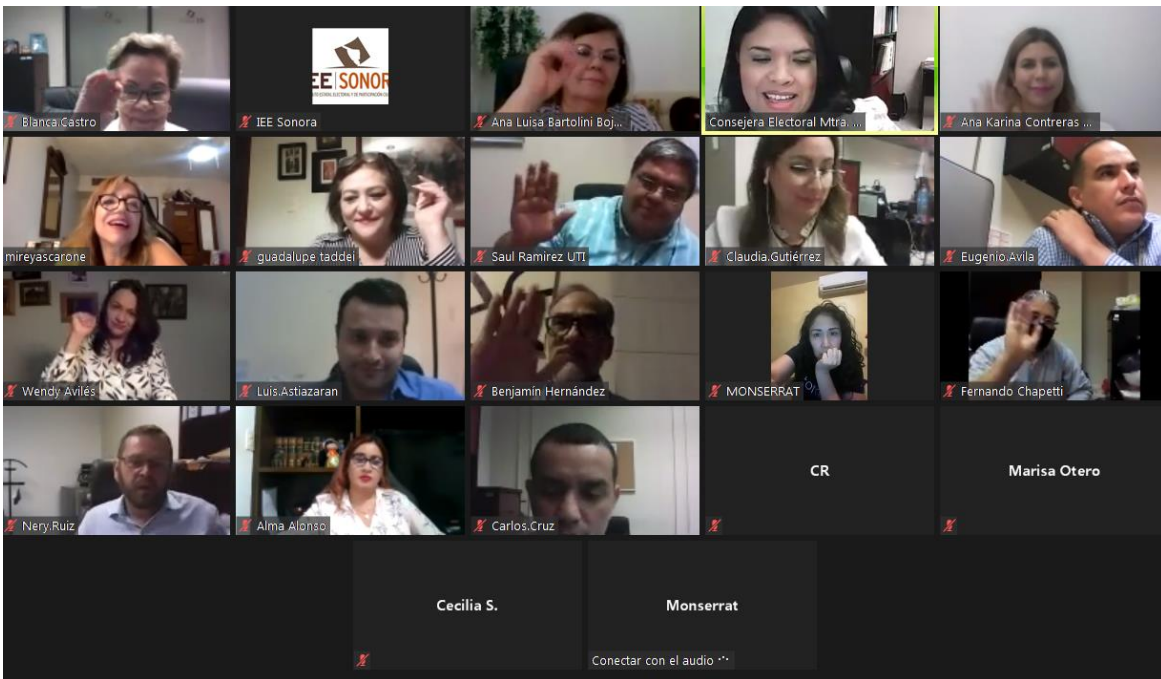 Blanca.Castro
EE SONOR
IEE Sonora
Ana Luisa Bartolini Boj...
Consejera Electoral Mtra. ...
Ana Karina Contreras ...
mireyascarone
guadalupe taddei
Saul Ramirez UTI
Claudia.Gutiérrez
Eugenio.Avila
Wendy Avilés
Luis.Astiazaran
Benjamín Hernández
MONSERRAT
Fernando Chapetti
Nery.Ruiz
Alma Alonso
Carlos.Cruz
CR
Marisa Otero
Cecilia S.
Monserrat
Conectar con el audio